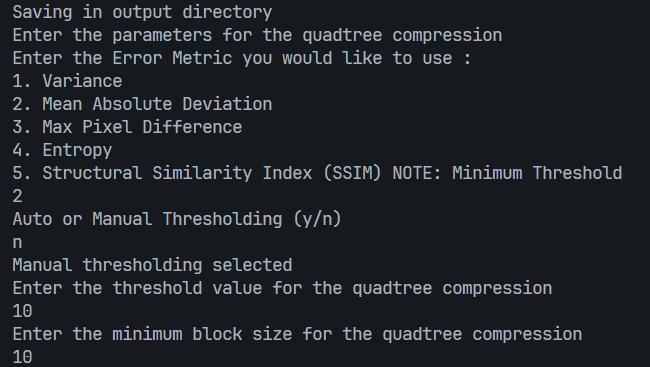 Saving in output directory
Enter the parameters for the quadtree compression
Enter the Error Metric you would like to use :
1. Variance
2. Mean Absolute Deviation
3. Max Pixel Difference
4. Entropy
5. Structural Similarity Index (SSIM) NOTE: Minimum Threshold
2
Auto or Manual Thresholding (y/n)
n
Manual thresholding selected
Enter the threshold value for the quadtree compression
10
Enter the minimum block size for the quadtree compression
10